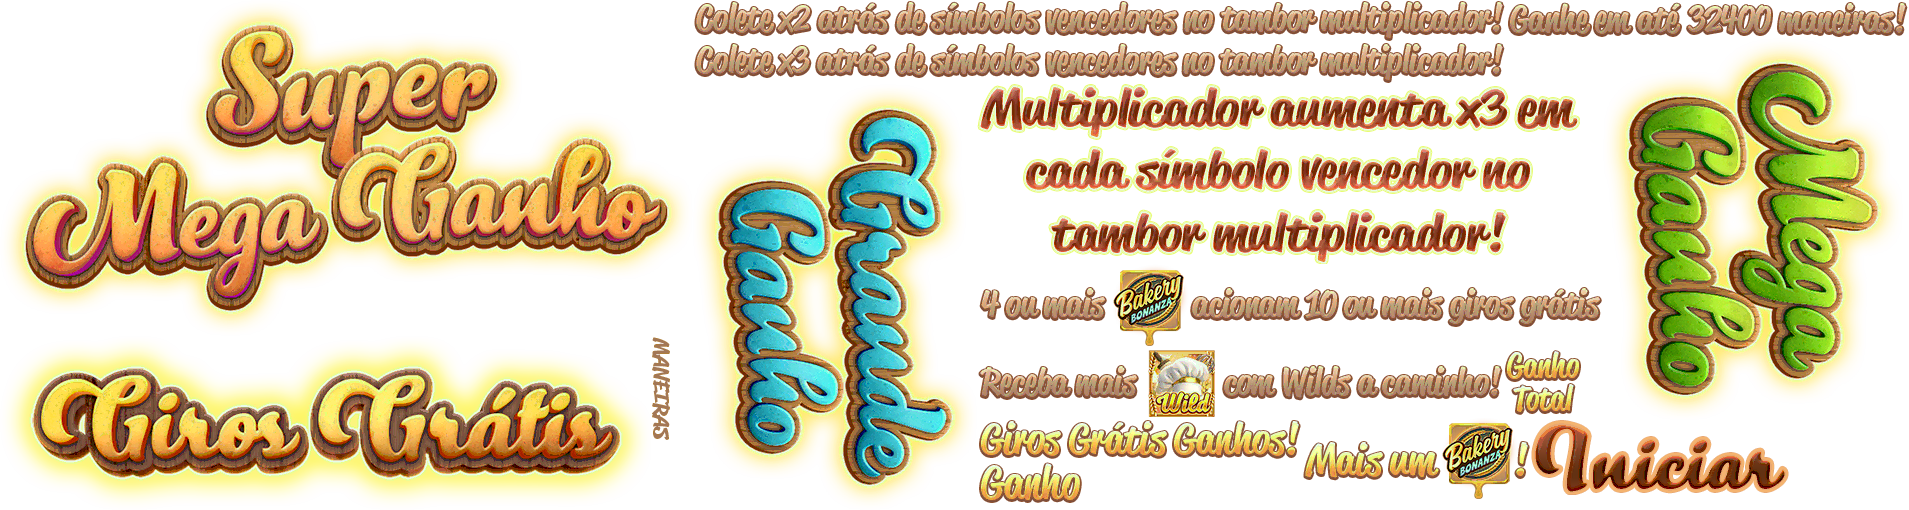 Super
Mega Ganho
Giros Grátis
MANEIRAS
Colete x2 atrás de símbolos vencedores no tambor multiplicador!
Ganhe em até 32400 maneiras!
Colete x3 atrás de símbolos vencedores no tambor multiplicador!
Grande
Ganho
Multiplicador aumenta x3 em
cada símbolo vencedor no
tambor multiplicador!
4 ou mais Bakery BONANZA acionam 10 ou mais giros grátis
Receba mais Wild com Wilds a caminho!
Ganho
Total
Giros Grátis Ganhos!
Ganho
Mais um Bakery BONANZA !
Iniciar
Mega
Ganho